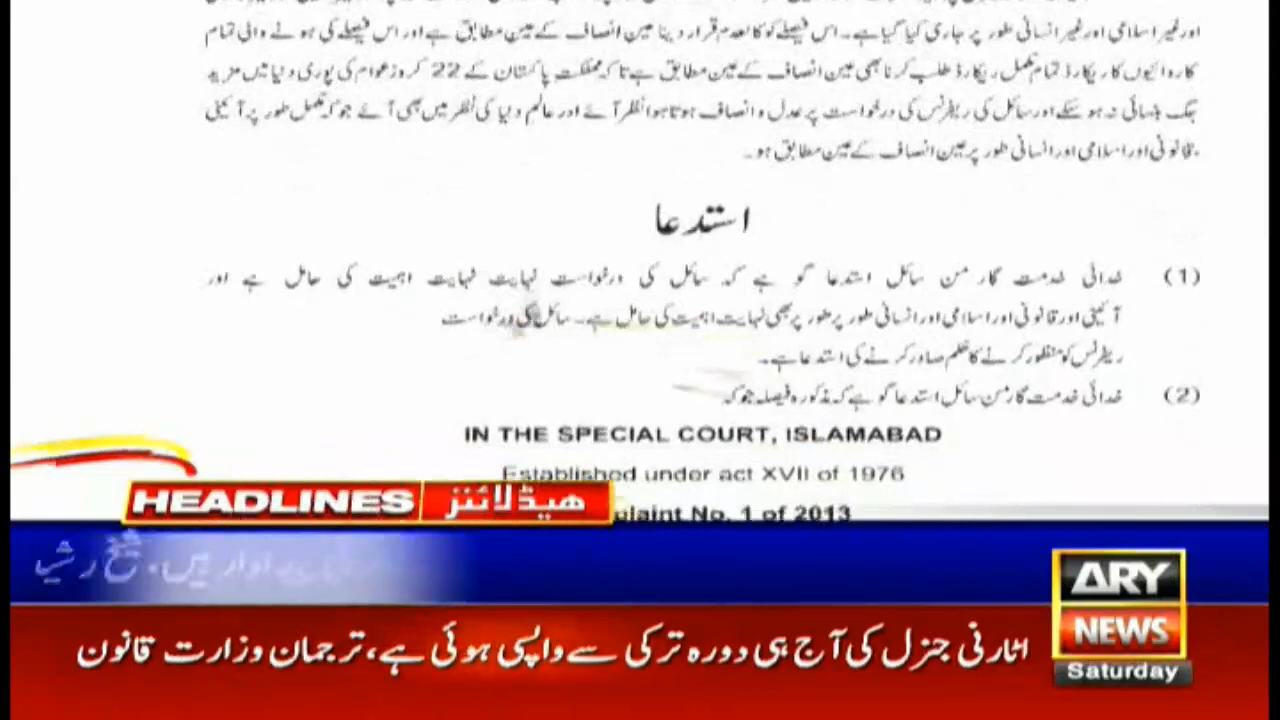 اور غیر اسلامی اور غیر انسانی طور پر جاری کیا گیا ہے۔ اس فیصلے کو کالعدم قرار دینا عین انصاف کے عین مطابق ہے اور اس فیصلے کی ہونے والی تمام
کاروائیوں کا ریکارڈ تمام مکمل ریکارڈ طلب کرنا بھی عین انصاف کے عین مطابق ہے تاکہ مملکت پاکستان کے 22 کروڑ عوام کی پوری دنیا میں مزید
جگ ہنسائی نہ ہو سکے اور سائل کی ریفرنس کی درخواست پر عدل و انصاف ہوتا ہوا نظر آئے اور عالم دنیا کی نظر میں بھی آئے جو کہ مکمل طور پر آئینی
قانونی اور اسلامی اور انسانی طور پر عین انصاف کے عین مطابق ہو۔
استدعا
(1) خدائی خدمت گار من سائل استدعا گو ہے کہ سائل کی درخواست نہایت نہایت اہمیت کی حامل ہے اور
آئینی اور قانونی اور اسلامی اور انسانی طور پر طور پر بھی نہایت اہمیت کی حامل ہے۔ سائل کی درخواست
ریفرنس کو منظور کرنے کا حکم صادر کرنے کی استدعا ہے۔
(2) خدائی خدمت گار من سائل استدعا گو ہے کہ مذکورہ فیصلہ جو کہ
IN THE SPECIAL COURT, ISLAMABAD
Established under act XVII of 1976
plaint No. 1 of 2013
HEADLINES ہیڈلائنز
ہیں، شیخ رشی
ARY
NEWS
Saturday
اٹارنی جنرل کی آج ہی دورہ ترکی سے واپسی ہوئی ہے، ترجمان وزارت قانون